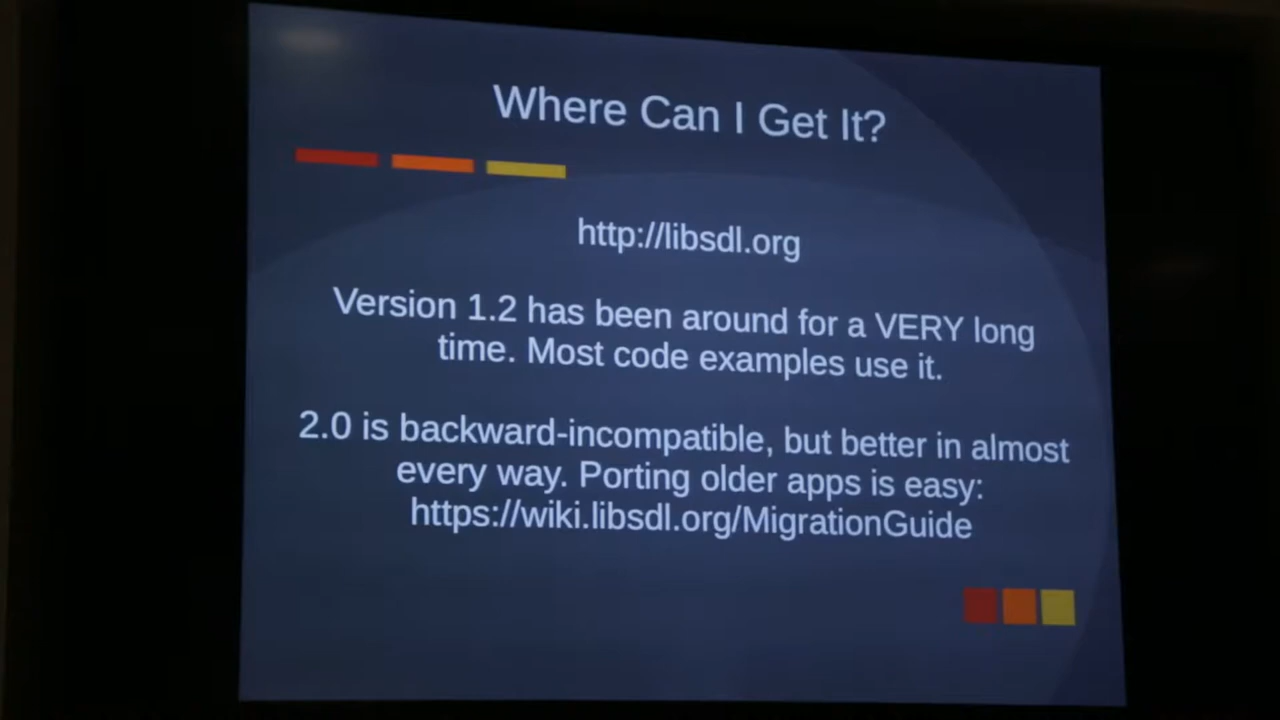 Where Can I Get It?
http://libsdl.org
Version 1.2 has been around for a VERY long
time. Most code examples use it.
2.0 is backward-incompatible, but better in almost
every way. Porting older apps is easy:
https://wiki.libsdl.org/MigrationGuide